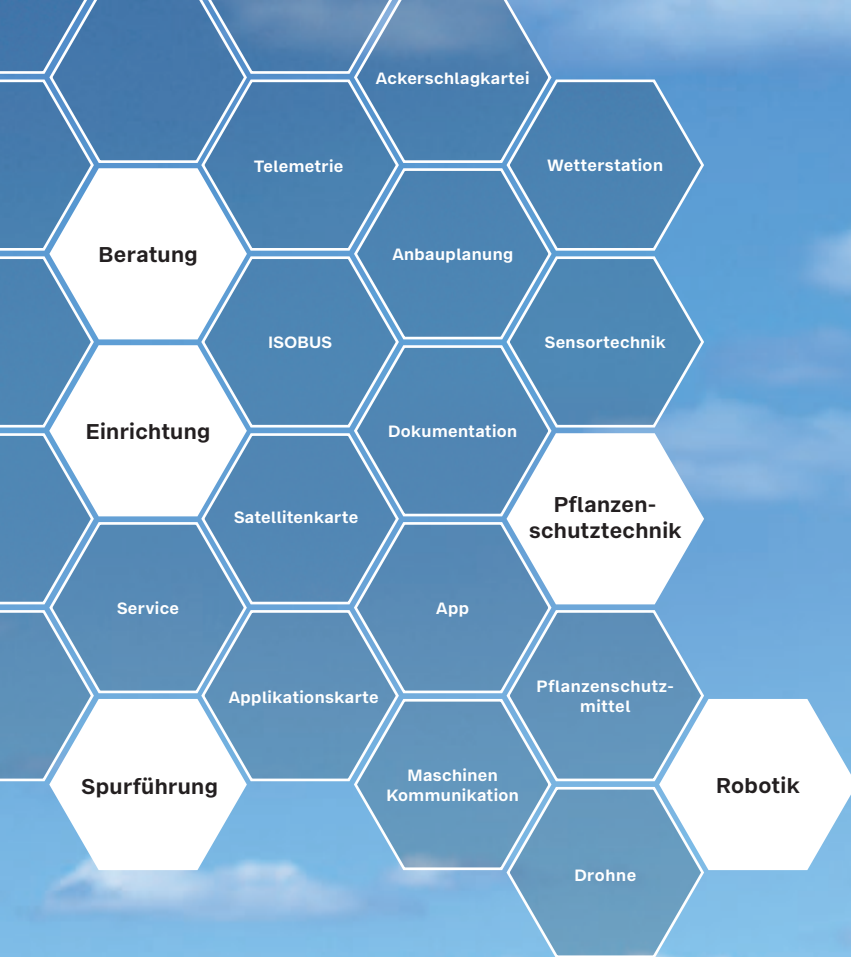 Ackerschlagkartei
Telemetrie
Wetterstation
Beratung
Anbauplanung
ISOBUS
Sensortechnik
Einrichtung
Dokumentation
Satellitenkarte
Pflanzen-
schutztechnik
Service
App
Applikationskarte
Pflanzenschutz-
mittel
Spurführung
Maschinen
Kommunikation
Robotik
Drohne